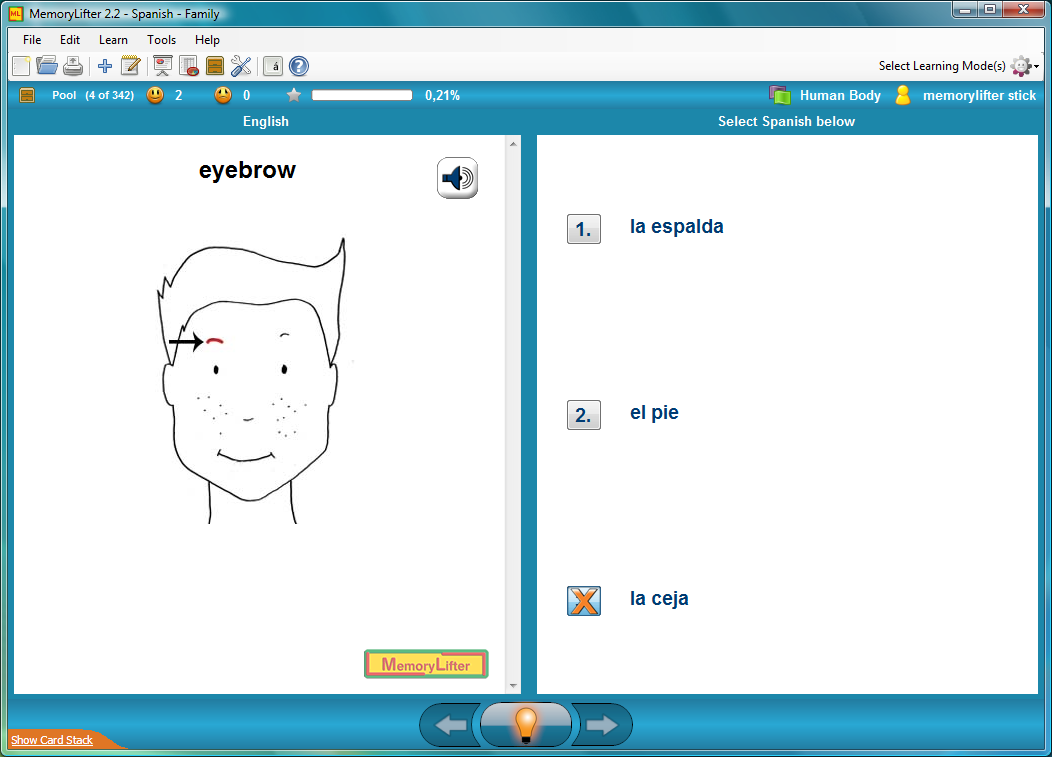 MemoryLifter 2.2 - Spanish - Family
File Edit Learn Tools Help
á ? Select Learning Mode(s)
Pool (4 of 342) 2 0 0,21% Human Body memorylifter stick
English
Select Spanish below
eyebrow
1. la espalda
2. el pie
X la ceja
MemoryLifter
Show Card Stack